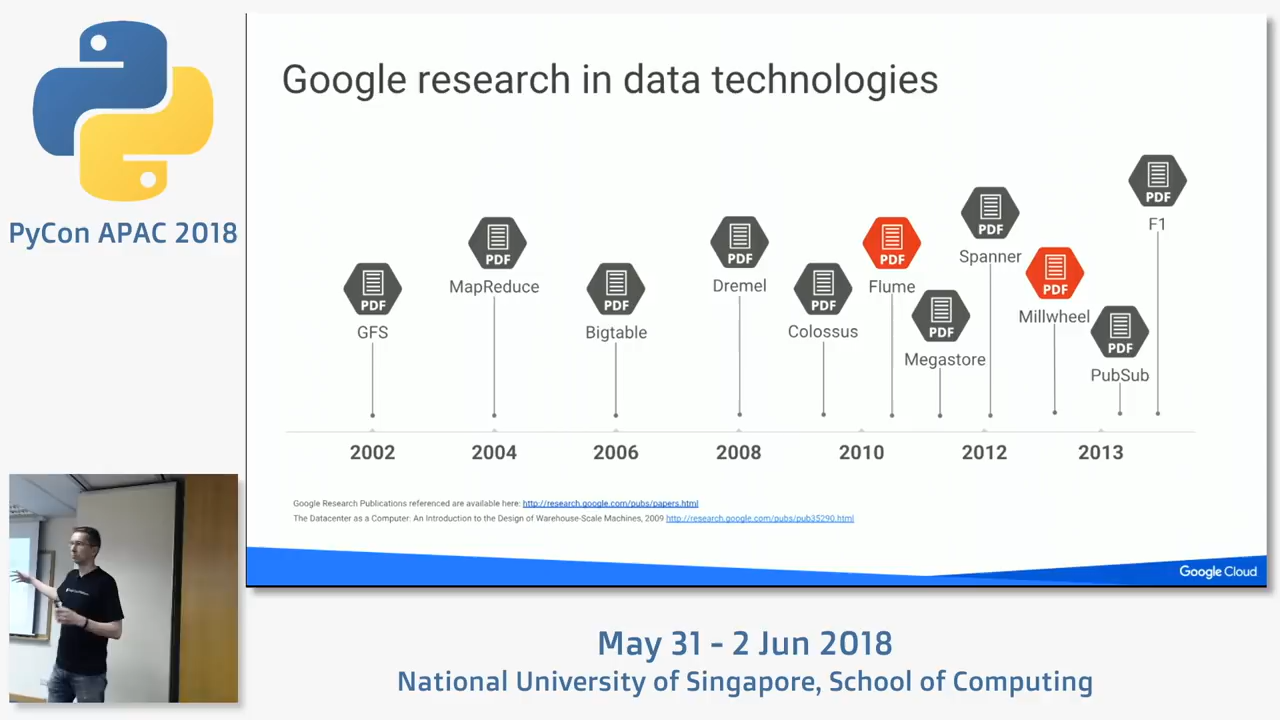 PyCon APAC 2018
Google research in data technologies
PDF
GFS
PDF
MapReduce
PDF
Bigtable
PDF
Dremel
PDF
Colossus
PDF
Flume
PDF
Megastore
PDF
Spanner
PDF
Millwheel
PDF
PubSub
PDF
F1
2002 2004 2006 2008 2010 2012 2013
Google Research Publications referenced are available here: http://research.google.com/pubs/papers.html
The Datacenter as a Computer: An Introduction to the Design of Warehouse-Scale Machines, 2009 http://research.google.com/pubs/pub35290.html
Google Cloud
May 31 - 2 Jun 2018
National University of Singapore, School of Computing